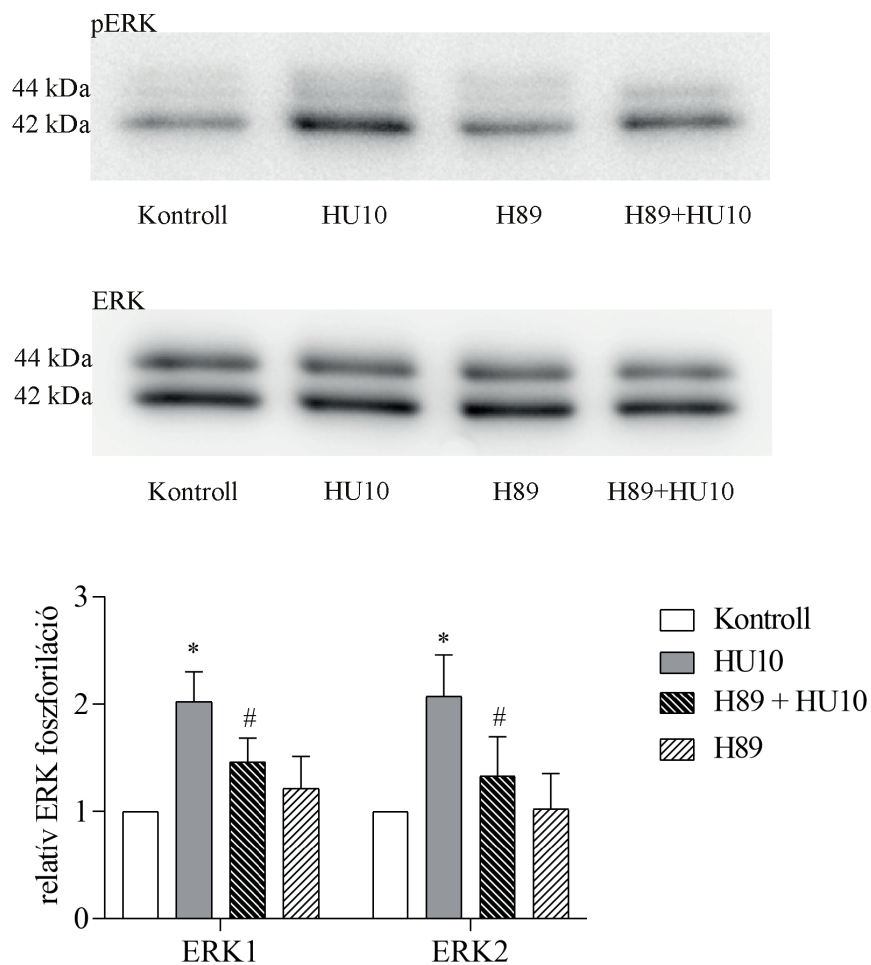 pERK
44 kDa
42 kDa
Kontroll HU10 H89 H89+HU10
ERK
44 kDa
42 kDa
Kontroll HU10 H89 H89+HU10
relatív ERK foszforiláció
3
2
1
0
* # * #
ERK1 ERK2
Kontroll
HU10
H89 + HU10
H89